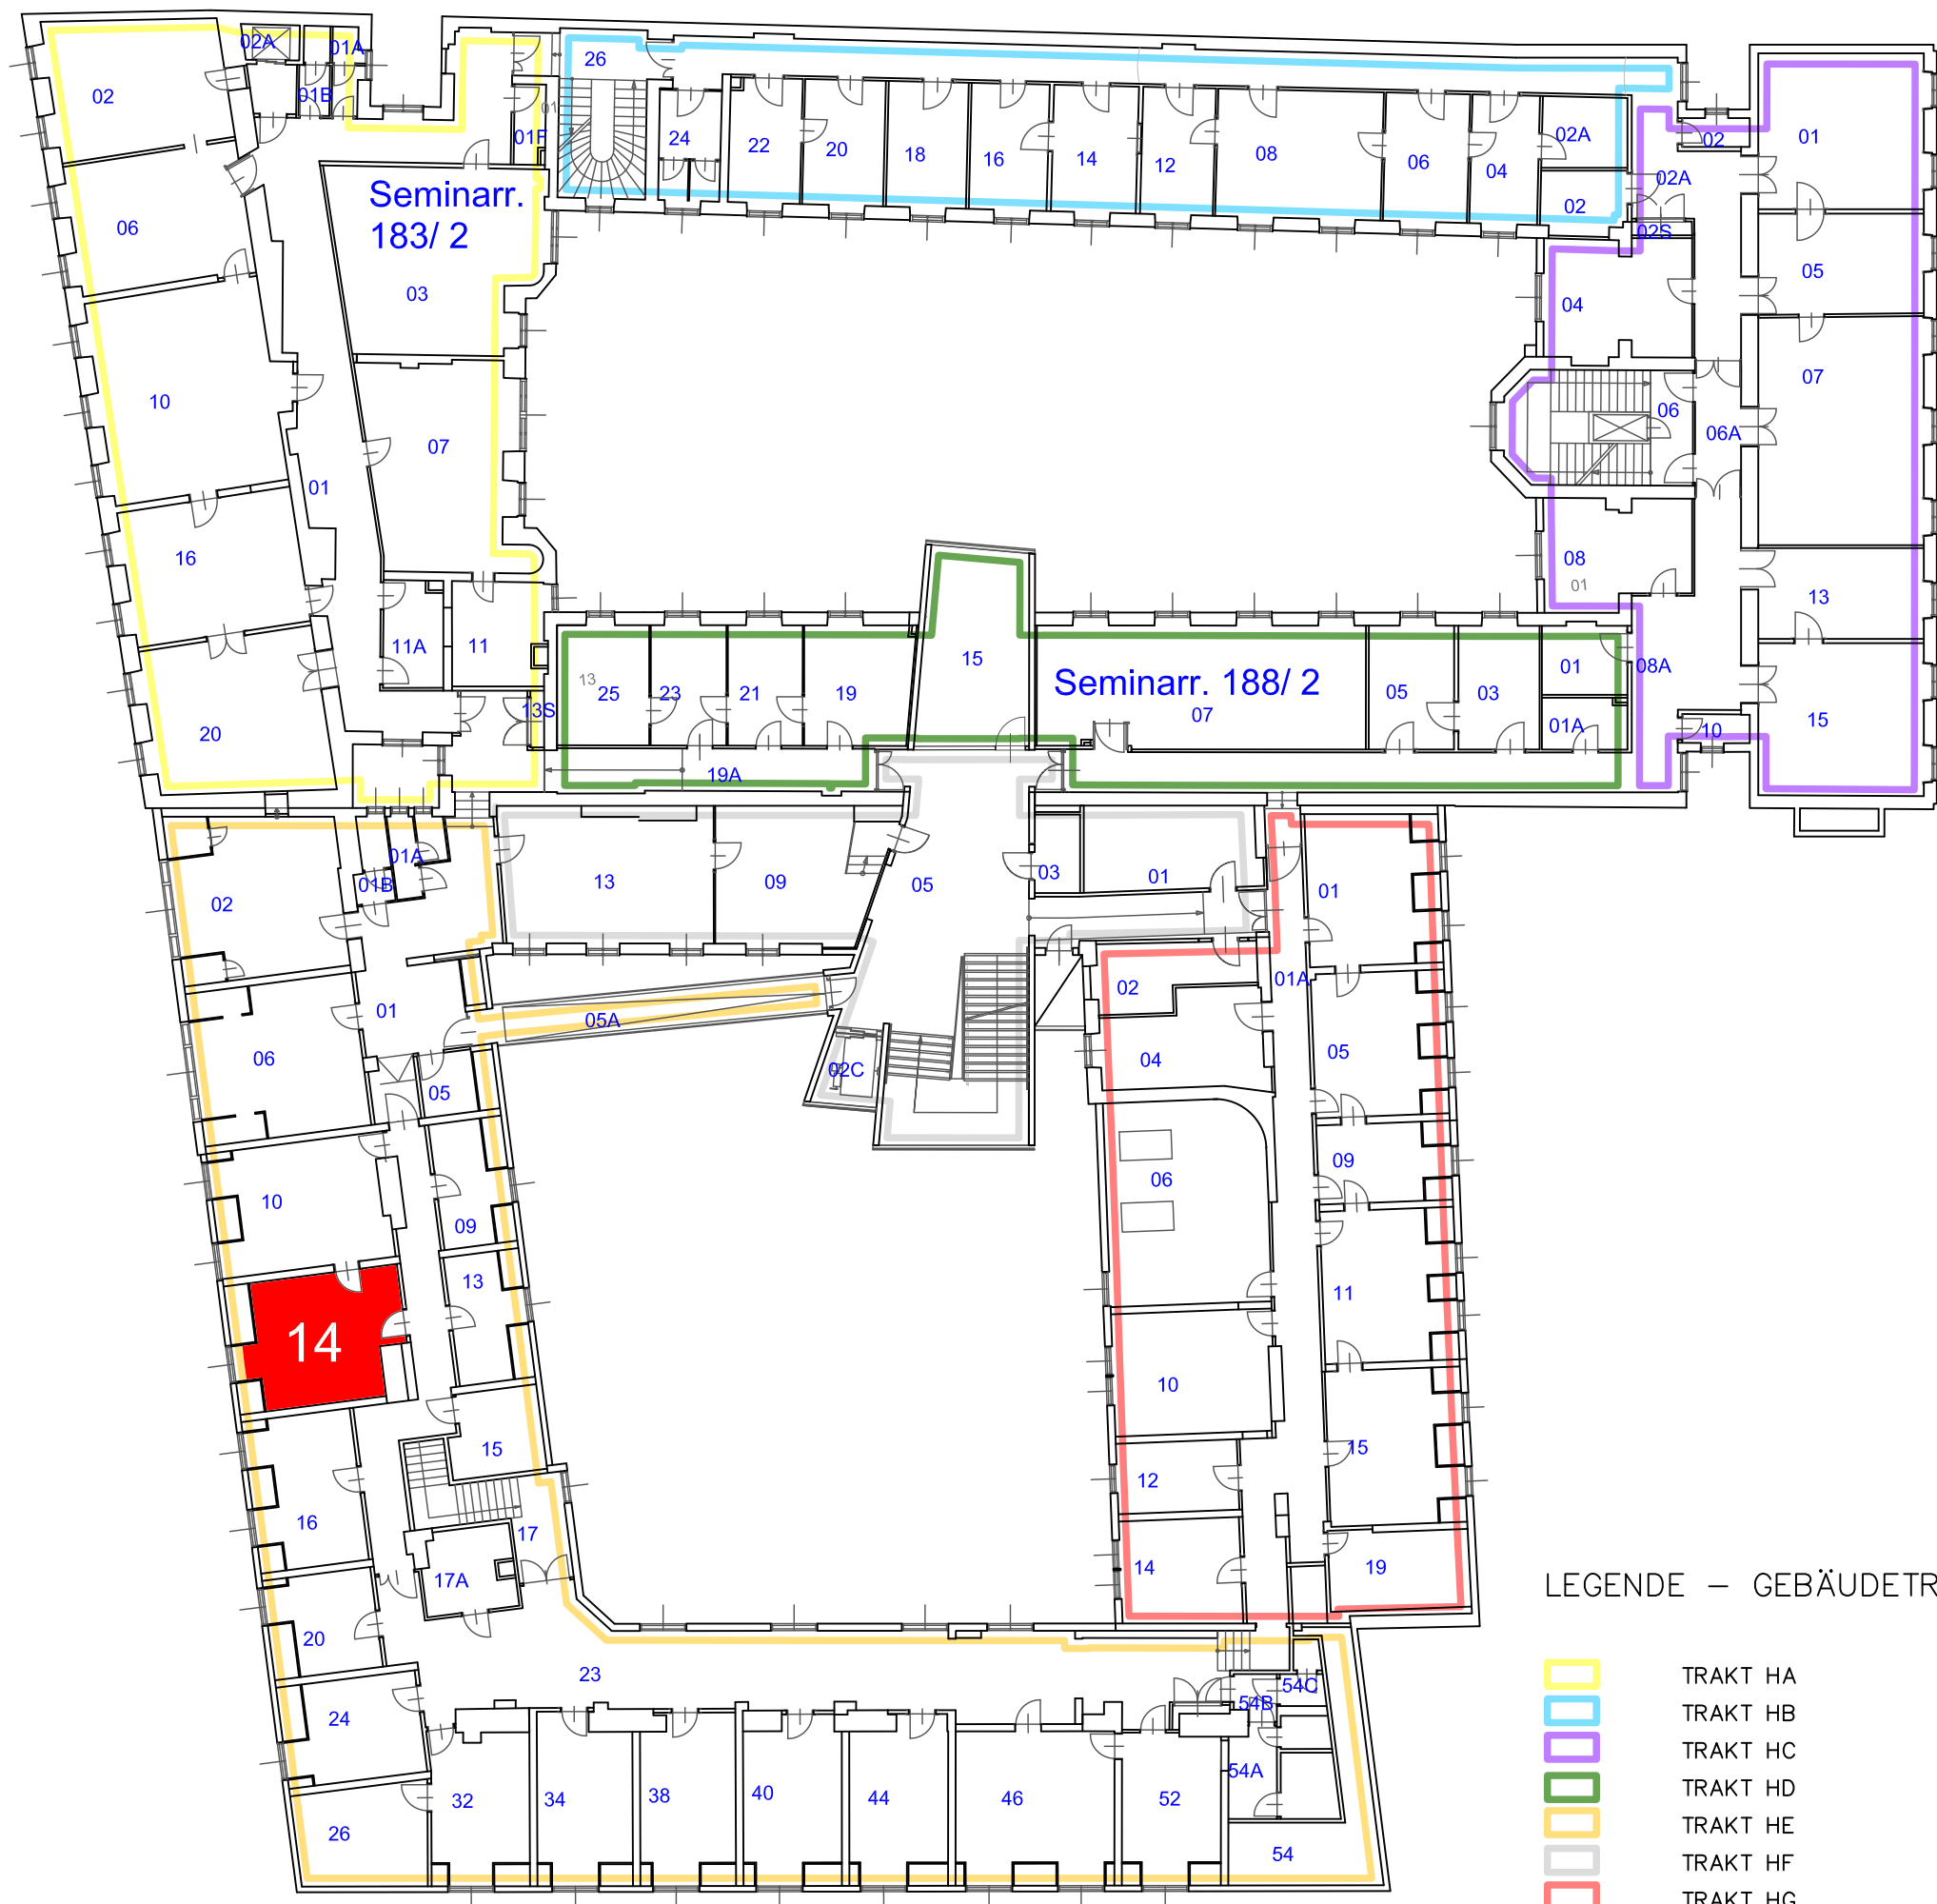 02A
01A
26
02
01B
01
01F
24
22
20
18
16
14
12
08
06
04
02A
02
02
01
02A
02S
Seminarr.
183/ 2
06
03
04
05
10
07
01
06
06A
07
16
11A
11
08
01
13
20
13S
13
25
23
21
19
15
Seminarr. 188/ 2
07
05
03
01
01A
08A
10
15
19A
01A
01B
02
13
09
05
03
01
01
01
05A
02C
02
01A
06
05
04
05
10
09
06
09
13
14
11
10
15
15
16
17
12
17A
14
19
20
23
54C
54B
24
54A
26
32
34
38
40
44
46
52
54
LEGENDE – GEBÄUDETR
TRAKT HA
TRAKT HB
TRAKT HC
TRAKT HD
TRAKT HE
TRAKT HF
TRAKT HG